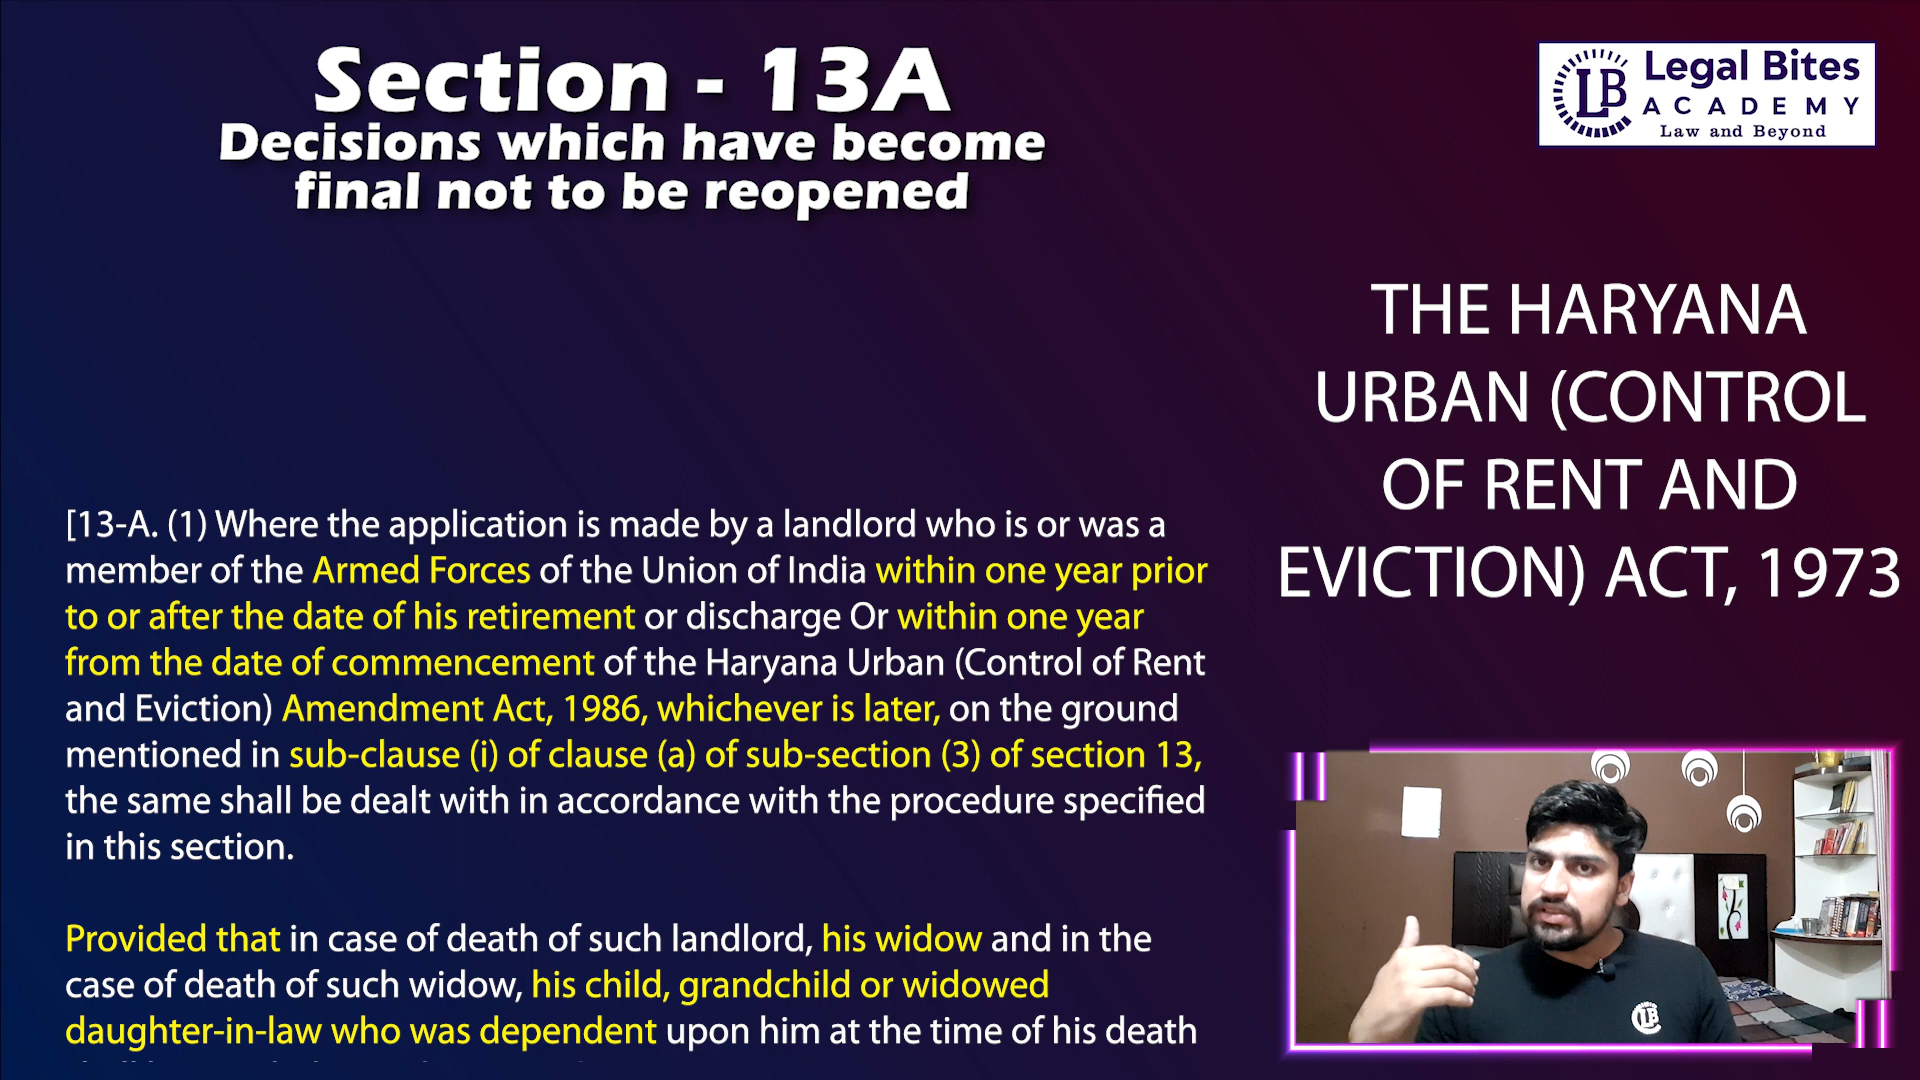 Section - 13A
Decisions which have become
final not to be reopened
LB
Legal Bites
ACADEMY
Law and Beyond
THE HARYANA
URBAN (CONTROL
OF RENT AND
EVICTION) ACT, 1973
[13-A. (1) Where the application is made by a landlord who is or was a
member of the Armed Forces of the Union of India within one year prior
to or after the date of his retirement or discharge Or within one year
from the date of commencement of the Haryana Urban (Control of Rent
and Eviction) Amendment Act, 1986, whichever is later, on the ground
mentioned in sub-clause (i) of clause (a) of sub-section (3) of section 13,
the same shall be dealt with in accordance with the procedure specified
in this section.
Provided that in case of death of such landlord, his widow and in the
case of death of such widow, his child, grandchild or widowed
daughter-in-law who was dependent upon him at the time of his death
LB